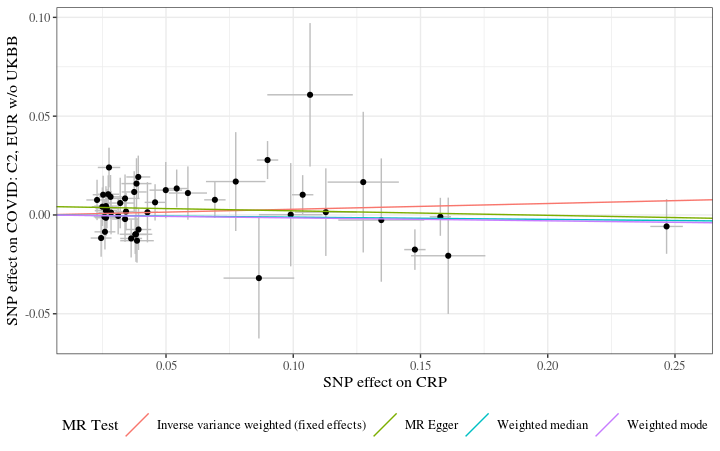 SNP effect on COVID: C2, EUR w/o UKBB
0.10
0.05
0.00
-0.05
0.05
0.10
0.15
0.20
0.25
SNP effect on CRP
MR Test
Inverse variance weighted (fixed effects)
MR Egger
Weighted median
Weighted mode